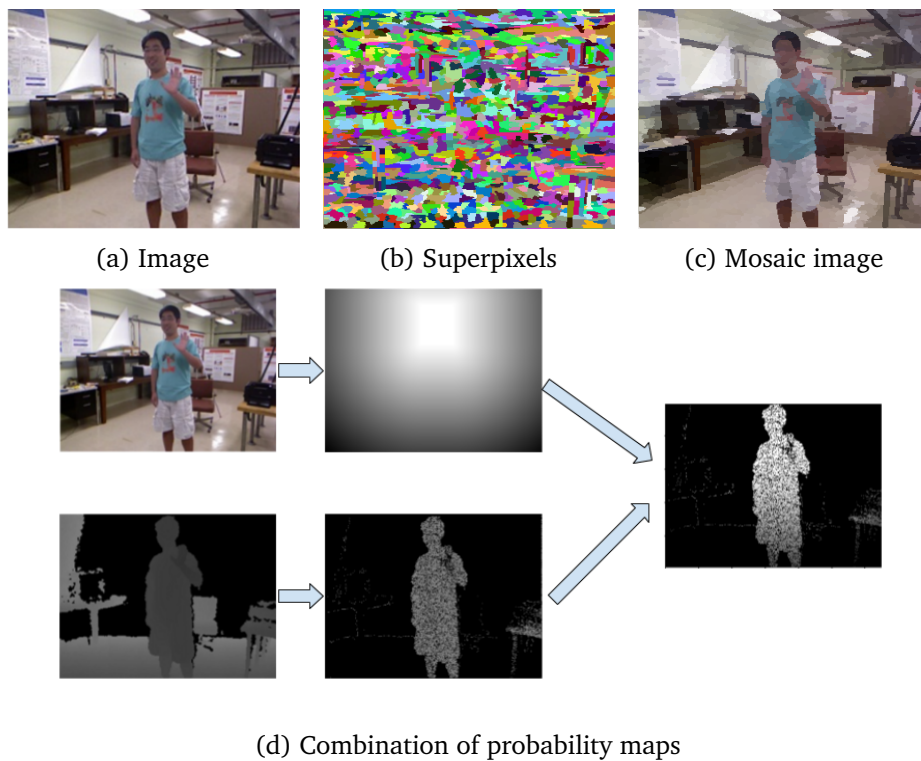 (a) Image
(b) Superpixels
(c) Mosaic image
(d) Combination of probability maps